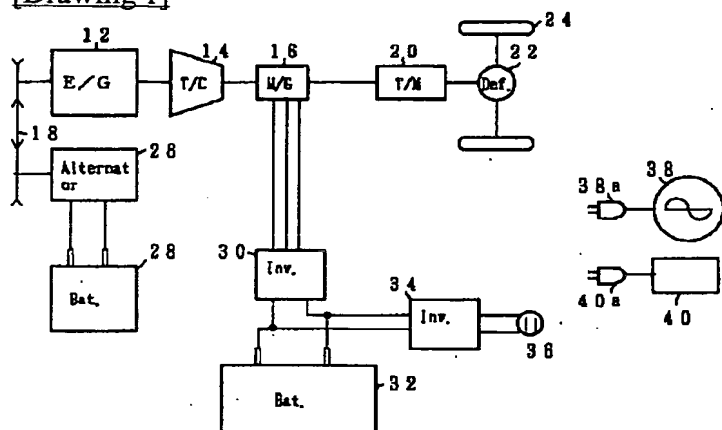 [Drawing 1]
12
14
16
20
24
22
E/G
T/C
M/G
T/M
Def.
18
26
Alternat
or
38a
38
28
Bat.
30
Inv.
34
Inv.
36
40a
40
32
Bat.